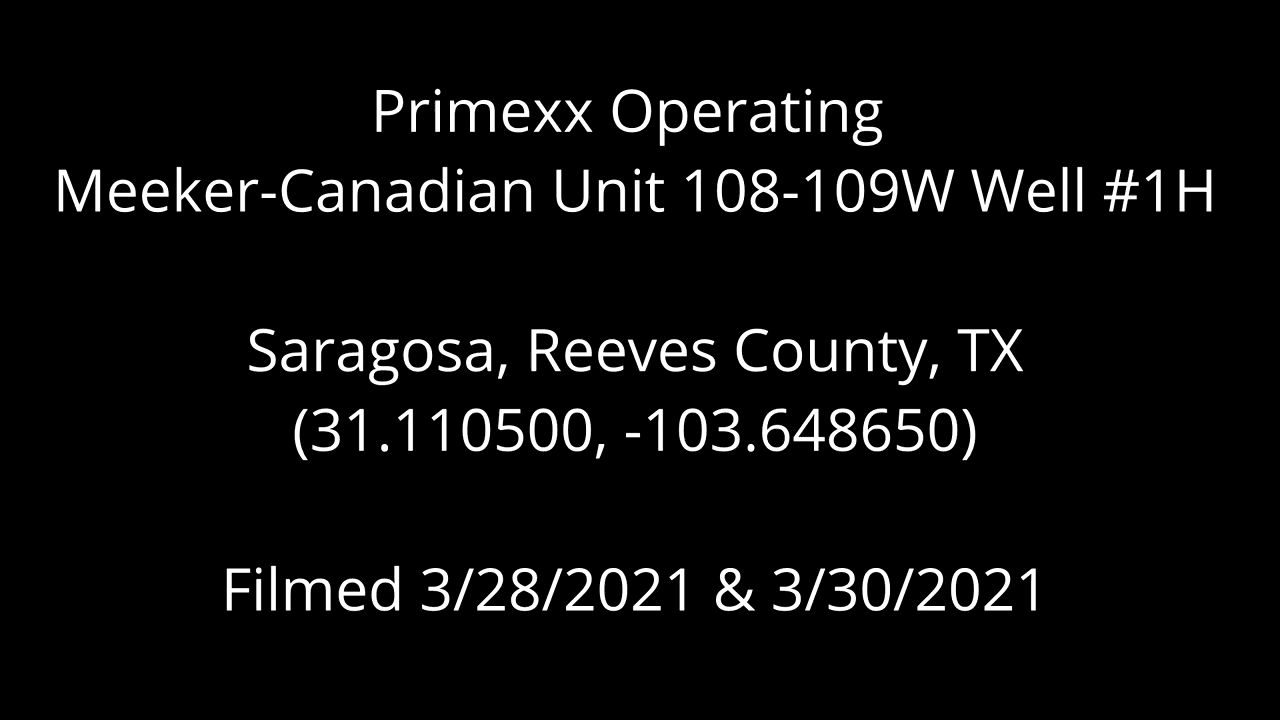 Primexx Operating
Meeker-Canadian Unit 108-109W Well #1H
Saragosa, Reeves County, TX
(31.110500, -103.648650)
Filmed 3/28/2021 & 3/30/2021